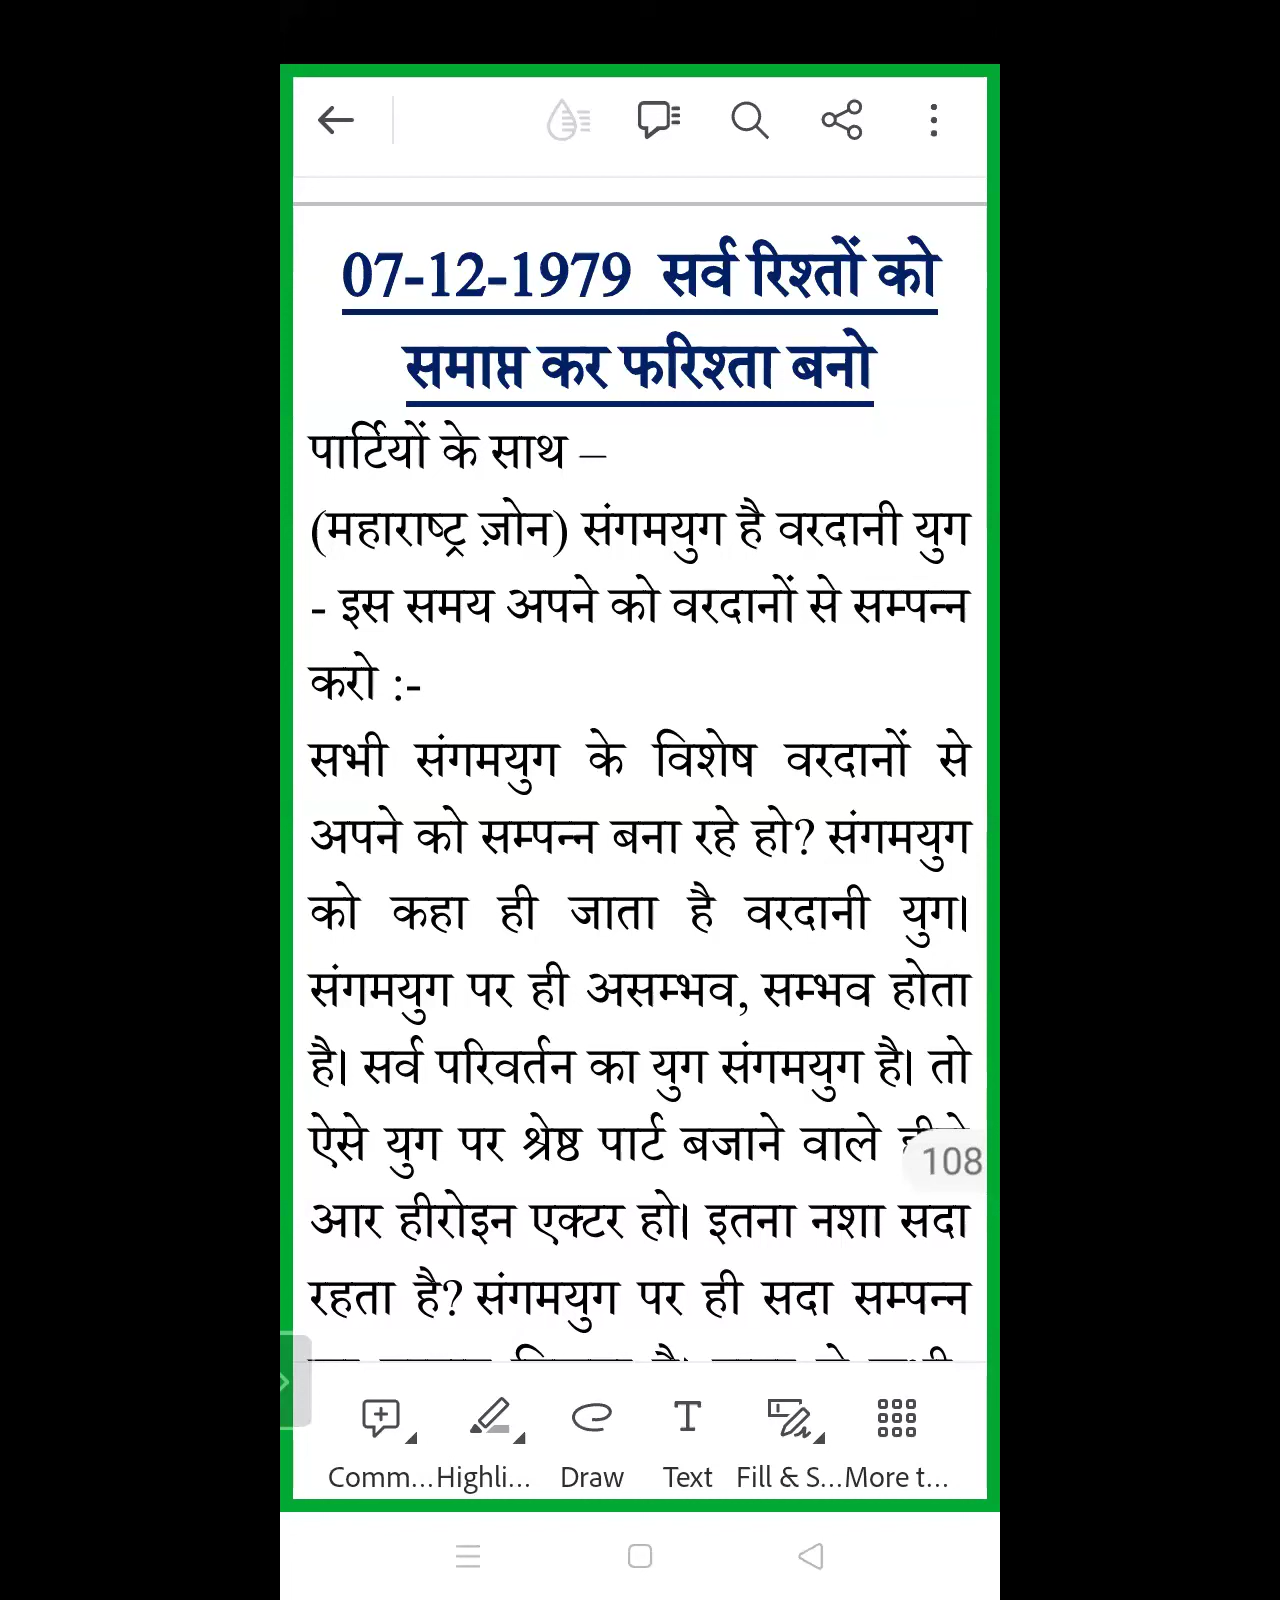 07-12-1979 सर्व रिश्तों को
समाप्त कर फरिश्ता बनो
पार्टियों के साथ –
(महाराष्ट्र ज़ोन) संगमयुग है वरदानी युग
- इस समय अपने को वरदानों से सम्पन्न
करो :-
सभी संगमयुग के विशेष वरदानों से
अपने को सम्पन्न बना रहे हो? संगमयुग
को कहा ही जाता है वरदानी युग।
संगमयुग पर ही असम्भव, सम्भव होता
है। सर्व परिवर्तन का युग संगमयुग है। तो
ऐसे युग पर श्रेष्ठ पार्ट बजाने वाले
108
आर हीरोइन एक्टर हो। इतना नशा सदा
रहता है? संगमयुग पर ही सदा सम्पन्न
Comm... Highli... Draw Text Fill & S... More t...